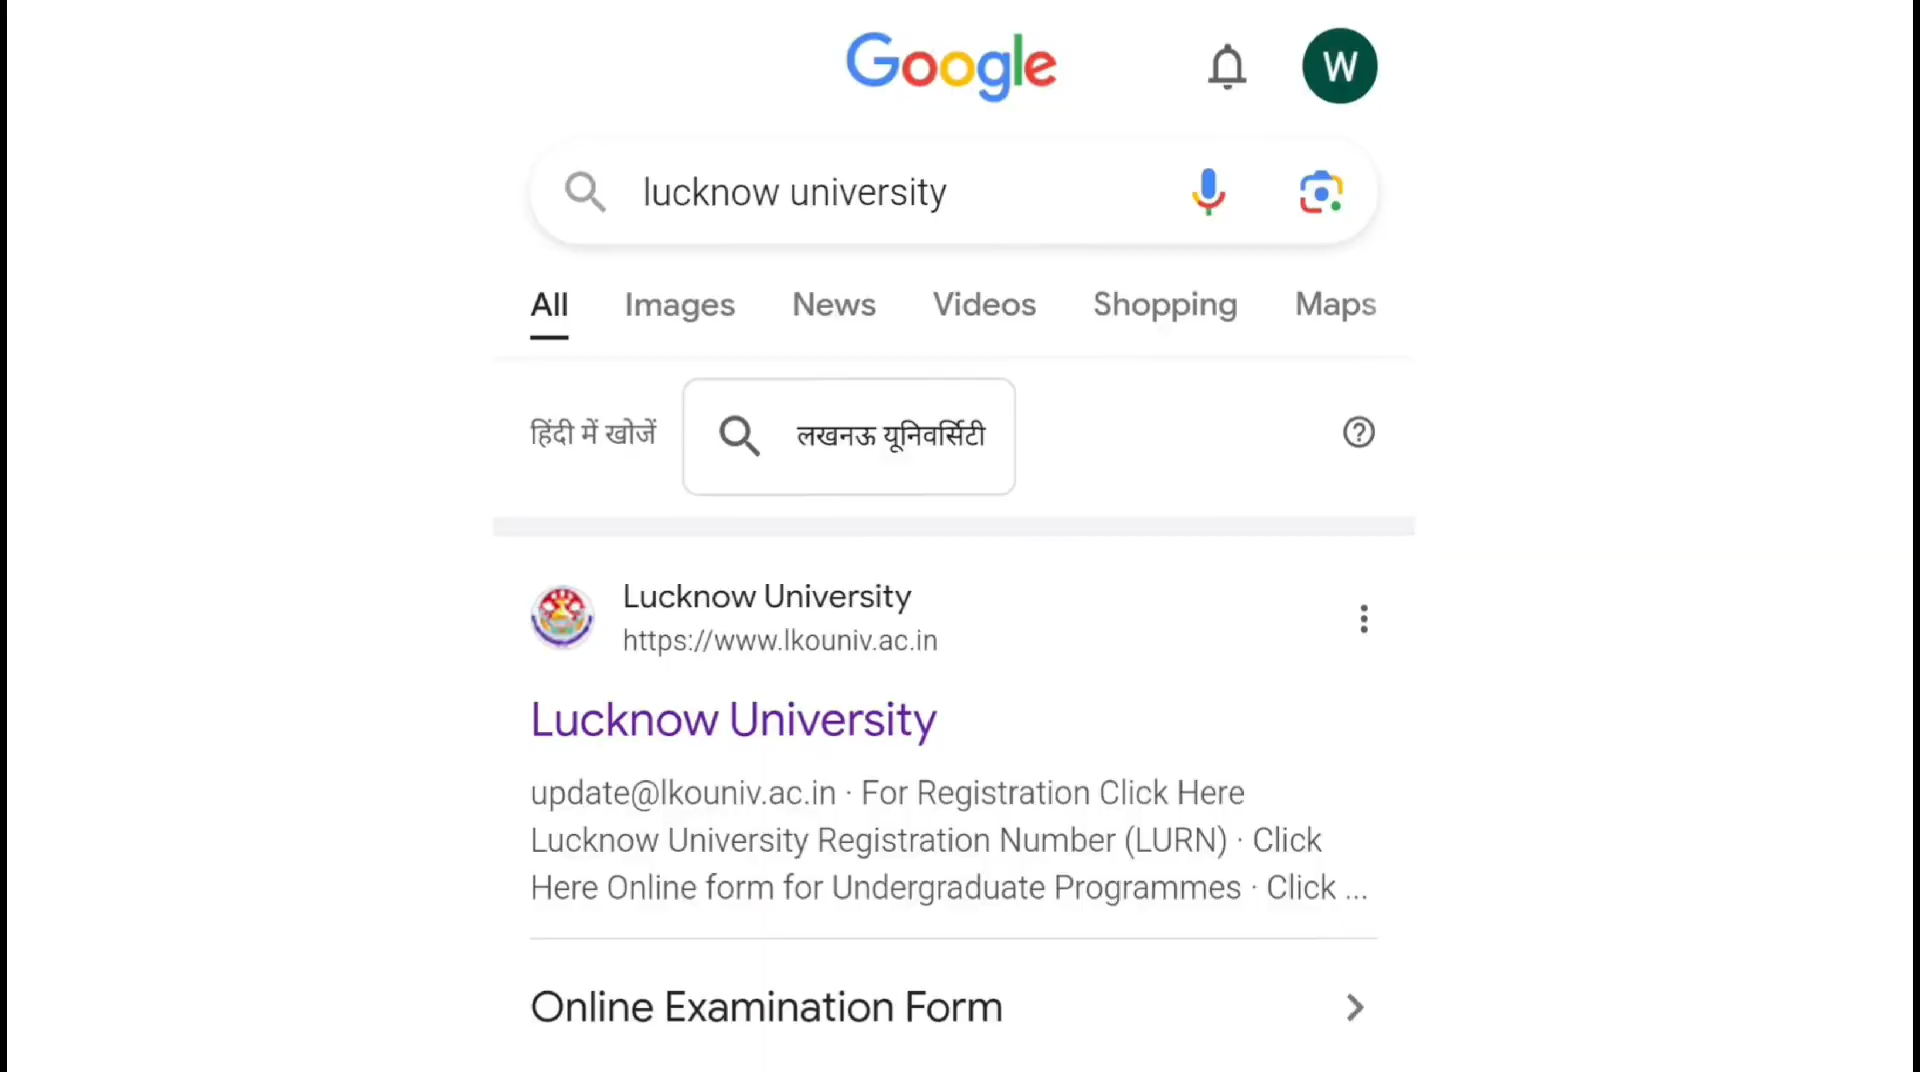 Google
W
lucknow university
All Images News Videos Shopping Maps
हिंदी में खोजें लखनऊ यूनिवर्सिटी
Lucknow University
https://www.lkouniv.ac.in
Lucknow University
update@lkouniv.ac.in · For Registration Click Here
Lucknow University Registration Number (LURN) · Click
Here Online form for Undergraduate Programmes · Click ...
Online Examination Form